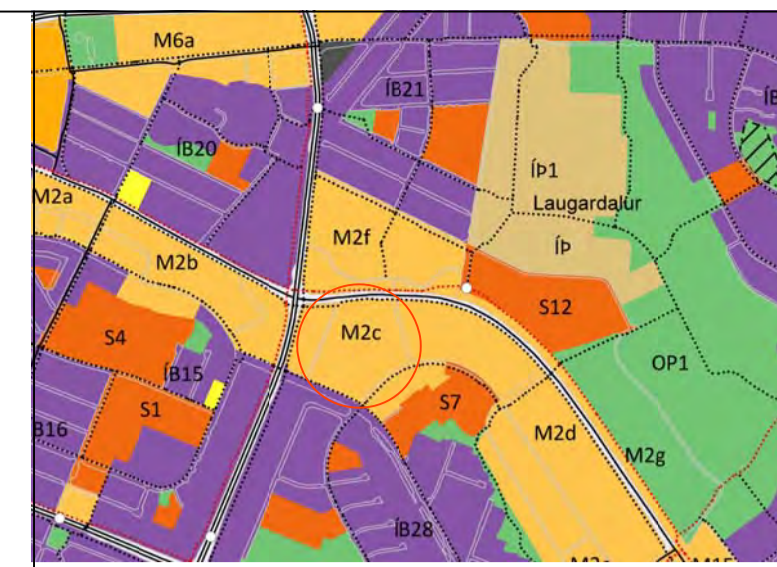 M6a
ÍB21
ÍB
ÍB20
ÍÞ1
Laugardalur
M2a
M2f
ÍÞ
M2b
S12
M2c
S4
OP1
ÍB15
S1
S7
B16
M2d
M2g
ÍB28